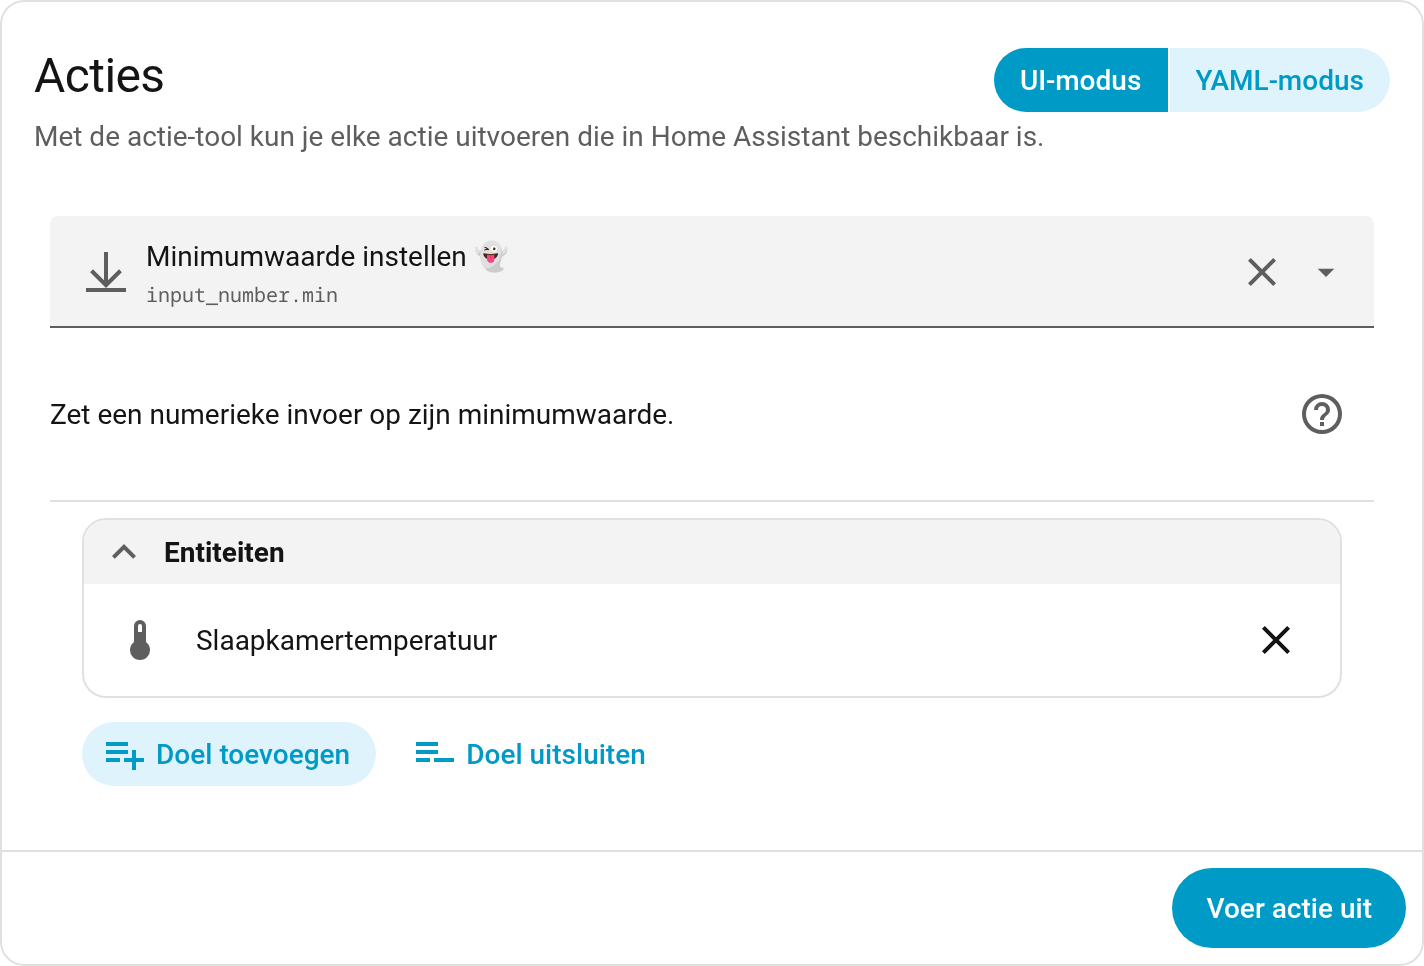 Acties
UI-modus
YAML-modus
Met de actie-tool kun je elke actie uitvoeren die in Home Assistant beschikbaar is.
Minimumwaarde instellen 👻
input_number.min
Zet een numerieke invoer op zijn minimumwaarde.
Entiteiten
Slaapkamertemperatuur
Doel toevoegen
Doel uitsluiten
Voer actie uit